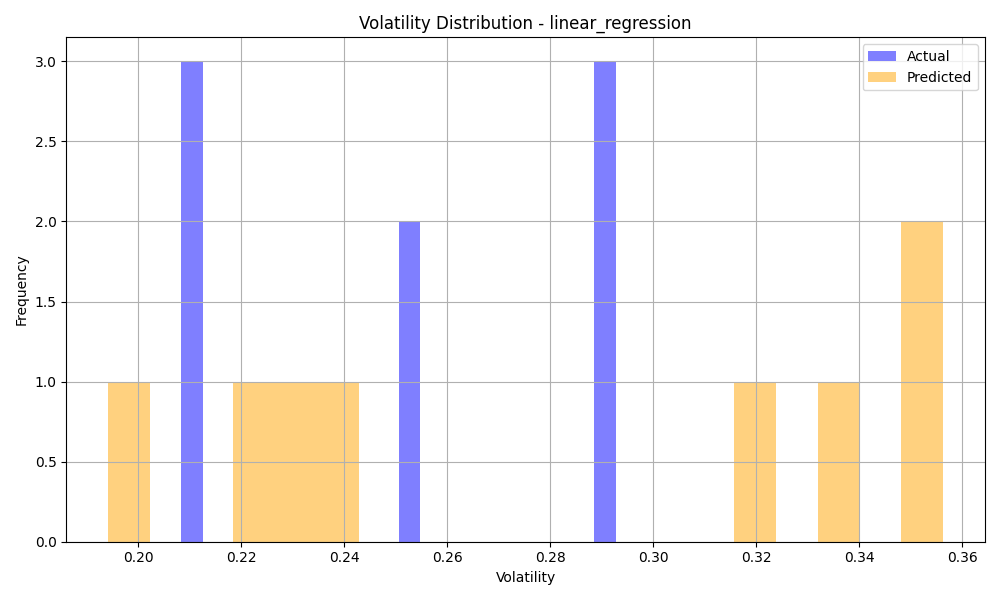 Volatility Distribution - linear_regression
Actual
Predicted
Frequency
3.0
2.5
2.0
1.5
1.0
0.5
0.0
0.20 0.22 0.24 0.26 0.28 0.30 0.32 0.34 0.36
Volatility